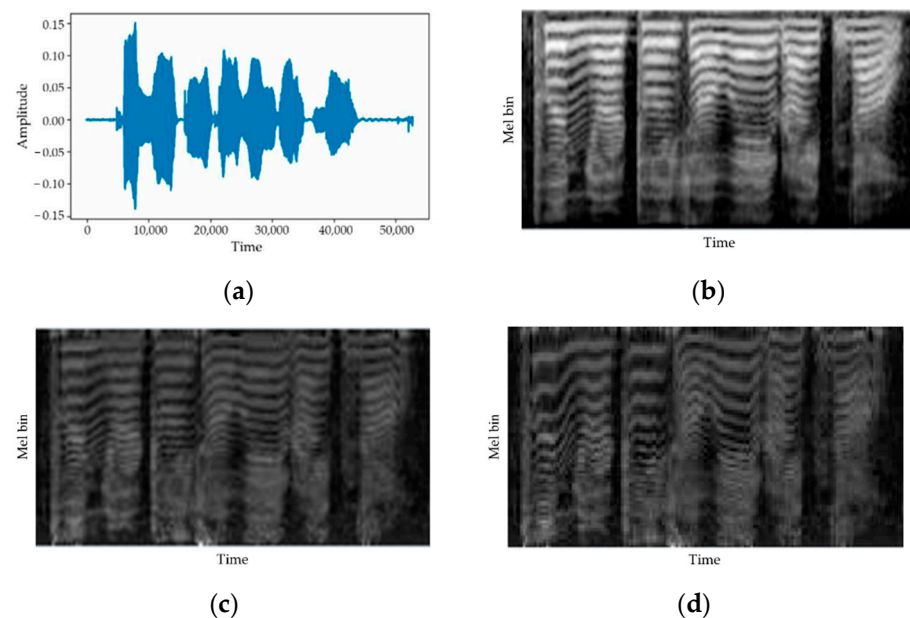 0.15
0.10
0.05
0.00
−0.05
−0.10
−0.15
Amplitude
0
10,000
20,000
30,000
40,000
50,000
Time
(a)
Mel bin
Time
(b)
Mel bin
Time
(c)
Mel bin
Time
(d)